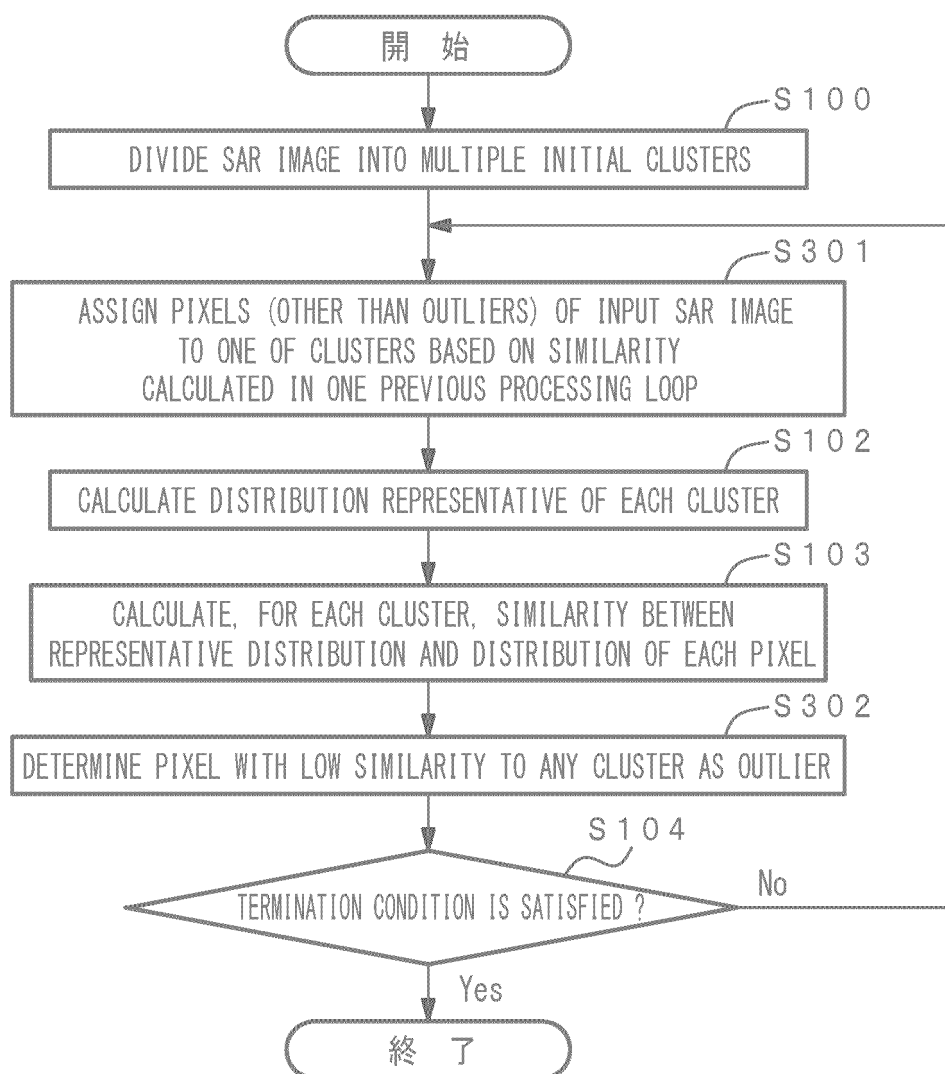 開 始
S100
DIVIDE SAR IMAGE INTO MULTIPLE INITIAL CLUSTERS
S301
ASSIGN PIXELS (OTHER THAN OUTLIERS) OF INPUT SAR IMAGE
TO ONE OF CLUSTERS BASED ON SIMILARITY
CALCULATED IN ONE PREVIOUS PROCESSING LOOP
S102
CALCULATE DISTRIBUTION REPRESENTATIVE OF EACH CLUSTER
S103
CALCULATE, FOR EACH CLUSTER, SIMILARITY BETWEEN
REPRESENTATIVE DISTRIBUTION AND DISTRIBUTION OF EACH PIXEL
S302
DETERMINE PIXEL WITH LOW SIMILARITY TO ANY CLUSTER AS OUTLIER
S104
TERMINATION CONDITION IS SATISFIED ?
No
Yes
終 了